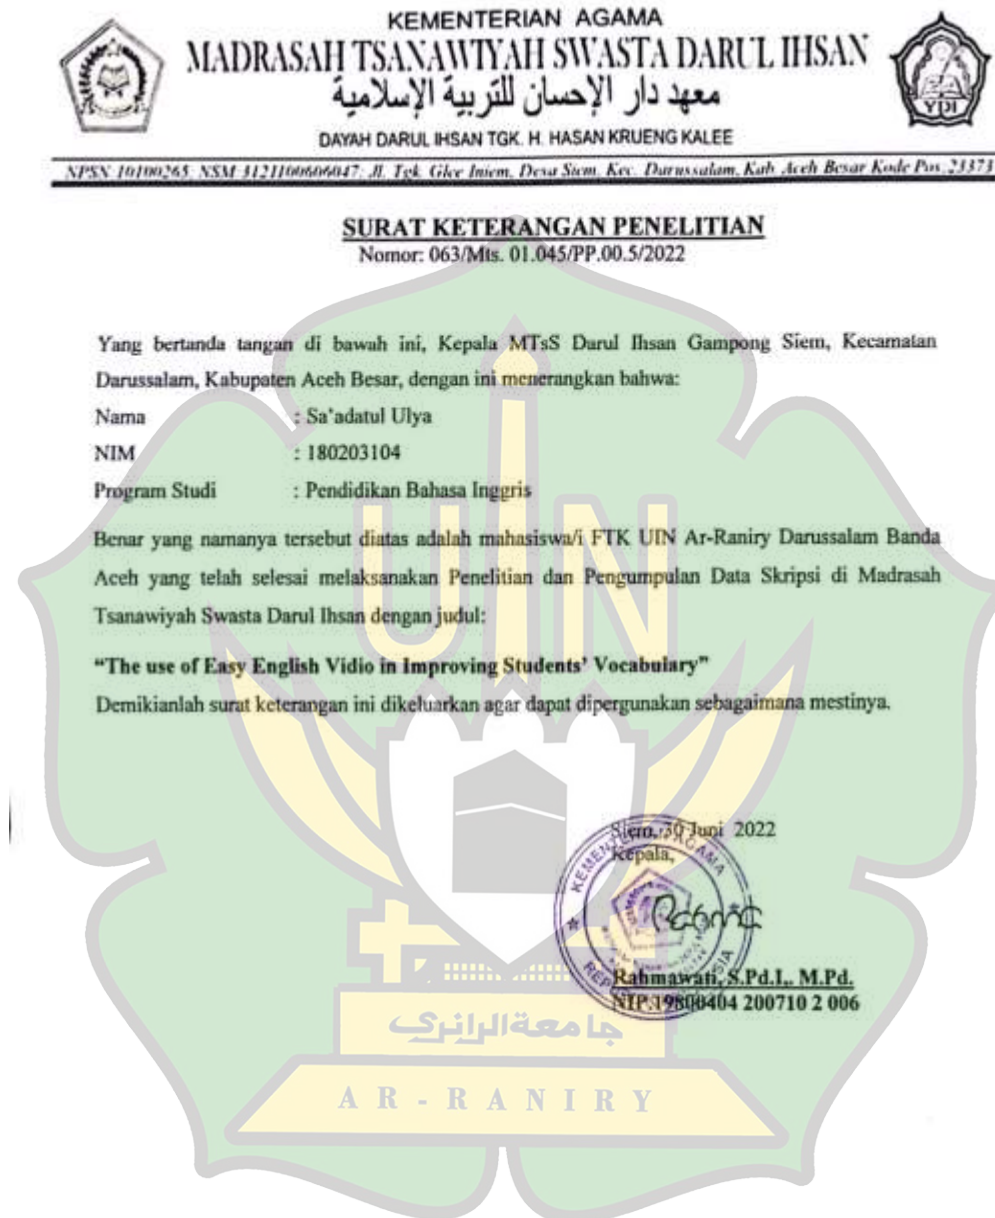 KEMENTERIAN AGAMA
MADRASAH TSANAWIYAH SWASTA DARUL IHSAN
معهد دار الإحسان للتربية الإسلامية
DAYAH DARUL IHSAN TGK. H. HASAN KRUENG KALEE
NPSN 10100265 NSM 312110606047 Jl. Tgk. Glee Iniem, Desa Siem, Kec. Darussalam, Kab. Aceh Besar Kode Pos. 23373
YPI
SURAT KETERANGAN PENELITIAN
Nomor: 063/Mts. 01.045/PP.00.5/2022
Yang bertanda tangan di bawah ini, Kepala MTsS Darul Ihsan Gampong Siem, Kecamatan
Darussalam, Kabupaten Aceh Besar, dengan ini menerangkan bahwa:
Nama : Sa'adatul Ulya
NIM : 180203104
Program Studi : Pendidikan Bahasa Inggris
Benar yang namanya tersebut diatas adalah mahasiswa/i FTK UIN Ar-Raniry Darussalam Banda
Aceh yang telah selesai melaksanakan Penelitian dan Pengumpulan Data Skripsi di Madrasah
Tsanawiyah Swasta Darul Ihsan dengan judul:
"The use of Easy English Vidio in Improving Students' Vocabulary"
Demikianlah surat keterangan ini dikeluarkan agar dapat dipergunakan sebagaimana mestinya.
Siem, 30 Juni 2022
Kepala,
KEMENTERIAN AGAMA
Rahmawati, S.Pd.I., M.Pd.
NIP.19800404 200710 2 006
UIN
جامعة الرانري
AR-RANIRY